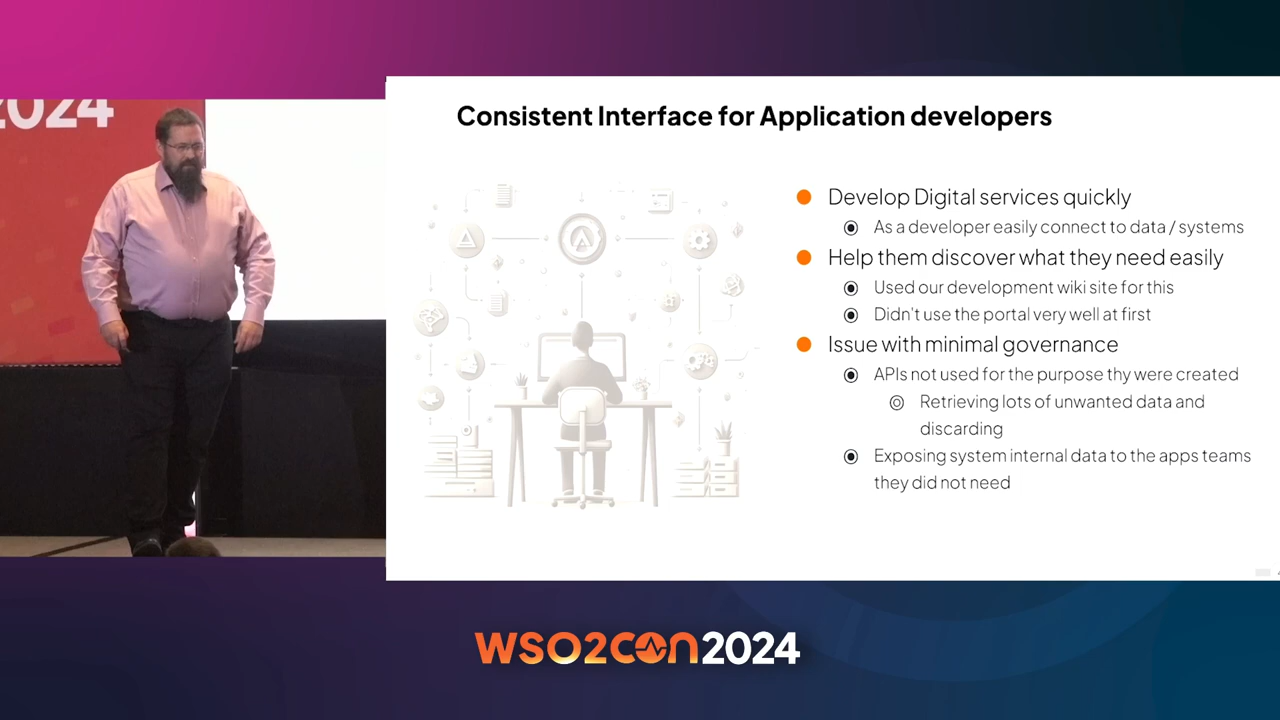 2024
Consistent Interface for Application developers
Develop Digital services quickly
As a developer easily connect to data / systems
Help them discover what they need easily
Used our development wiki site for this
Didn't use the portal very well at first
Issue with minimal governance
APIs not used for the purpose thy were created
Retrieving lots of unwanted data and
discarding
Exposing system internal data to the apps teams
they did not need
WSO2CON2024